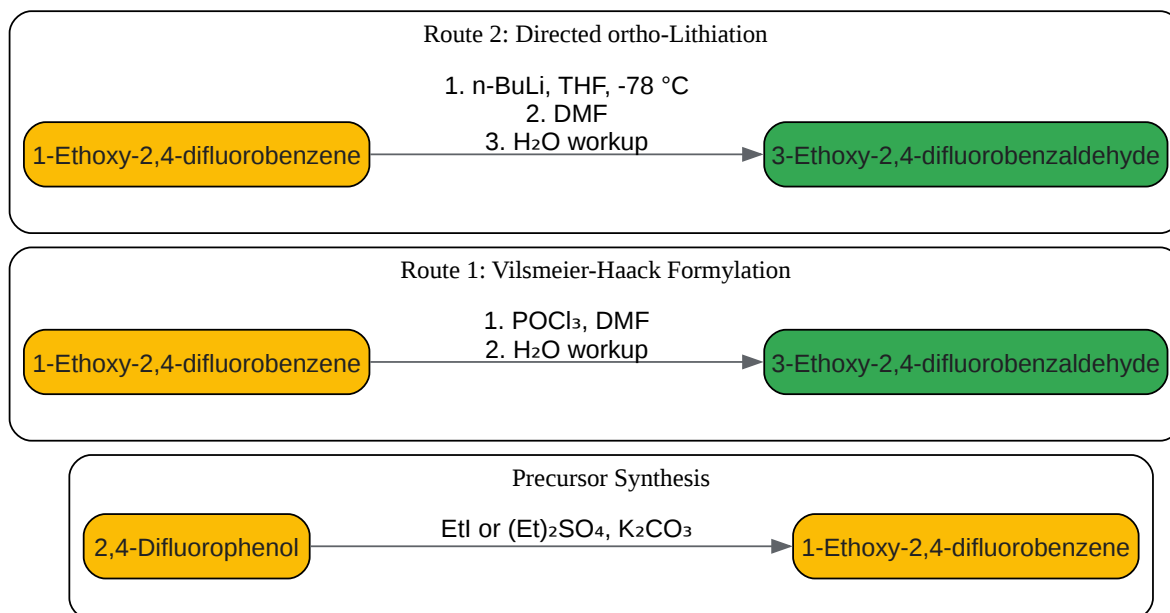 Route 2: Directed ortho-Lithiation
1. n-BuLi, THF, -78 °C
2. DMF
3. H₂O workup
1-Ethoxy-2,4-difluorobenzene
3-Ethoxy-2,4-difluorobenzaldehyde
Route 1: Vilsmeier-Haack Formylation
1. POCl₃, DMF
2. H₂O workup
1-Ethoxy-2,4-difluorobenzene
3-Ethoxy-2,4-difluorobenzaldehyde
Precursor Synthesis
EtI or (Et)₂SO₄, K₂CO₃
2,4-Difluorophenol
1-Ethoxy-2,4-difluorobenzene